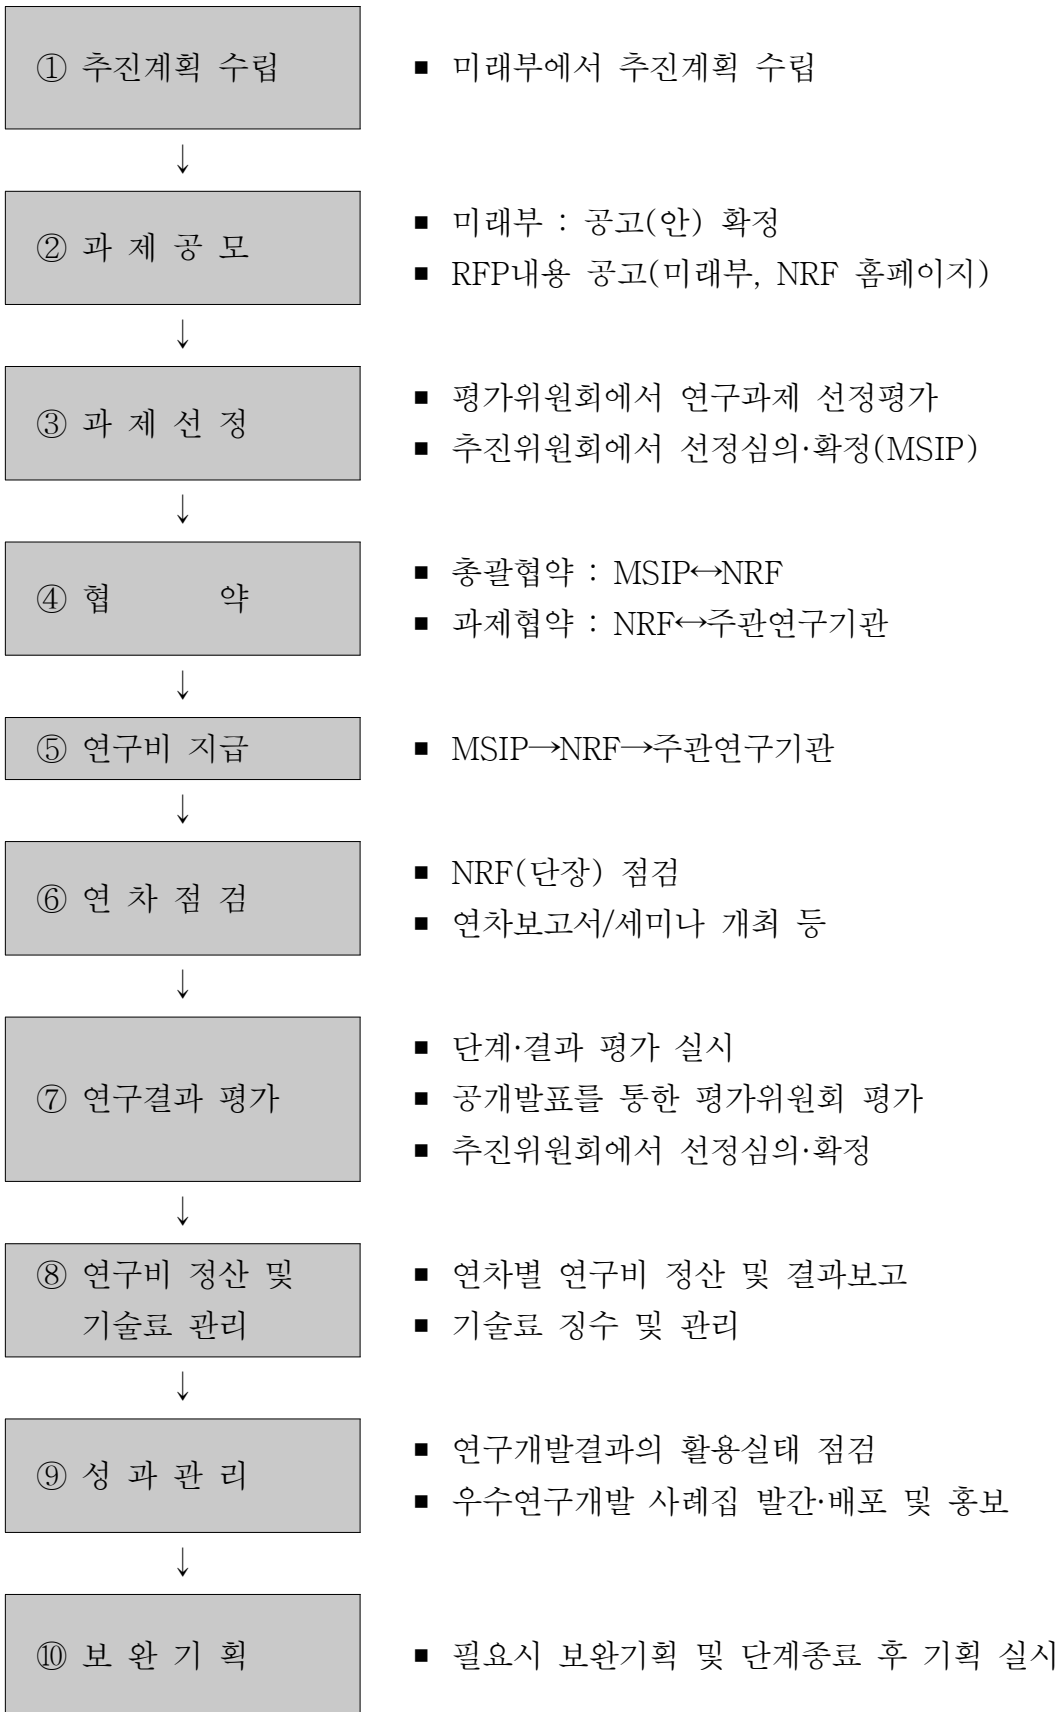 ① 추진계획 수립
■ 미래부에서 추진계획 수립
↓
② 과 제 공 모
■ 미래부 : 공고(안) 확정
■ RFP내용 공고(미래부, NRF 홈페이지)
↓
③ 과 제 선 정
■ 평가위원회에서 연구과제 선정평가
■ 추진위원회에서 선정심의·확정(MSIP)
↓
④ 협 약
■ 총괄협약 : MSIP↔NRF
■ 과제협약 : NRF↔주관연구기관
↓
⑤ 연구비 지급
■ MSIP→NRF→주관연구기관
↓
⑥ 연 차 점 검
■ NRF(단장) 점검
■ 연차보고서/세미나 개최 등
↓
⑦ 연구결과 평가
■ 단계·결과 평가 실시
■ 공개발표를 통한 평가위원회 평가
■ 추진위원회에서 선정심의·확정
↓
⑧ 연구비 정산 및
기술료 관리
■ 연차별 연구비 정산 및 결과보고
■ 기술료 징수 및 관리
↓
⑨ 성 과 관 리
■ 연구개발결과의 활용실태 점검
■ 우수연구개발 사례집 발간·배포 및 홍보
↓
⑩ 보 완 기 획
■ 필요시 보완기획 및 단계종료 후 기획 실시